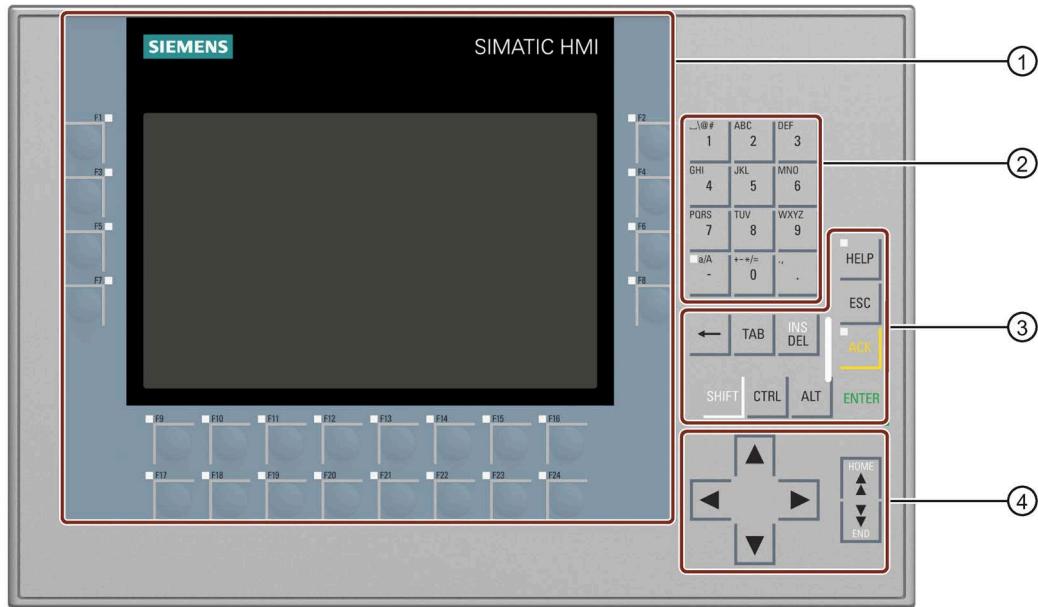 SIEMENS SIMATIC HMI
1
F1 F2
F3 F4
F5 F6
F7 F8
F9 F10 F11 F12 F13 F14 F15 F16
F17 F18 F19 F20 F21 F22 F23 F24
⎵\@# ABC DEF
1 2 3
2
GHI JKL MNO
4 5 6
PQRS TUV WXYZ
7 8 9
a/A +-*/= .,
- 0 .
HELP
ESC
3
← TAB INS
DEL
ACK
SHIFT CTRL ALT ENTER
HOME
4
END